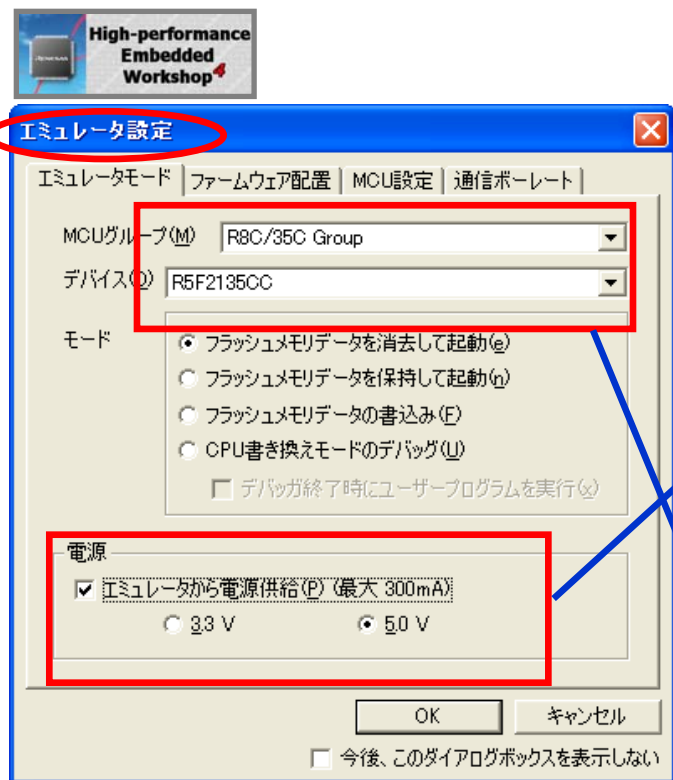 High-performance
Embedded
Workshop4
エミュレータ設定
エミュレータモード ファームウェア配置 MCU設定 通信ボーレート
MCUグループ(M) R8C/35C Group
デバイス(D) R5F2135CC
モード
フラッシュメモリデータを消去して起動(e)
フラッシュメモリデータを保持して起動(n)
フラッシュメモリデータの書込み(F)
CPU書き換えモードのデバッグ(U)
デバッガ終了時にユーザープログラムを実行(x)
電源
エミュレータから電源供給(P) (最大 300mA)
3.3 V 5.0 V
OK キャンセル
今後、このダイアログボックスを表示しない